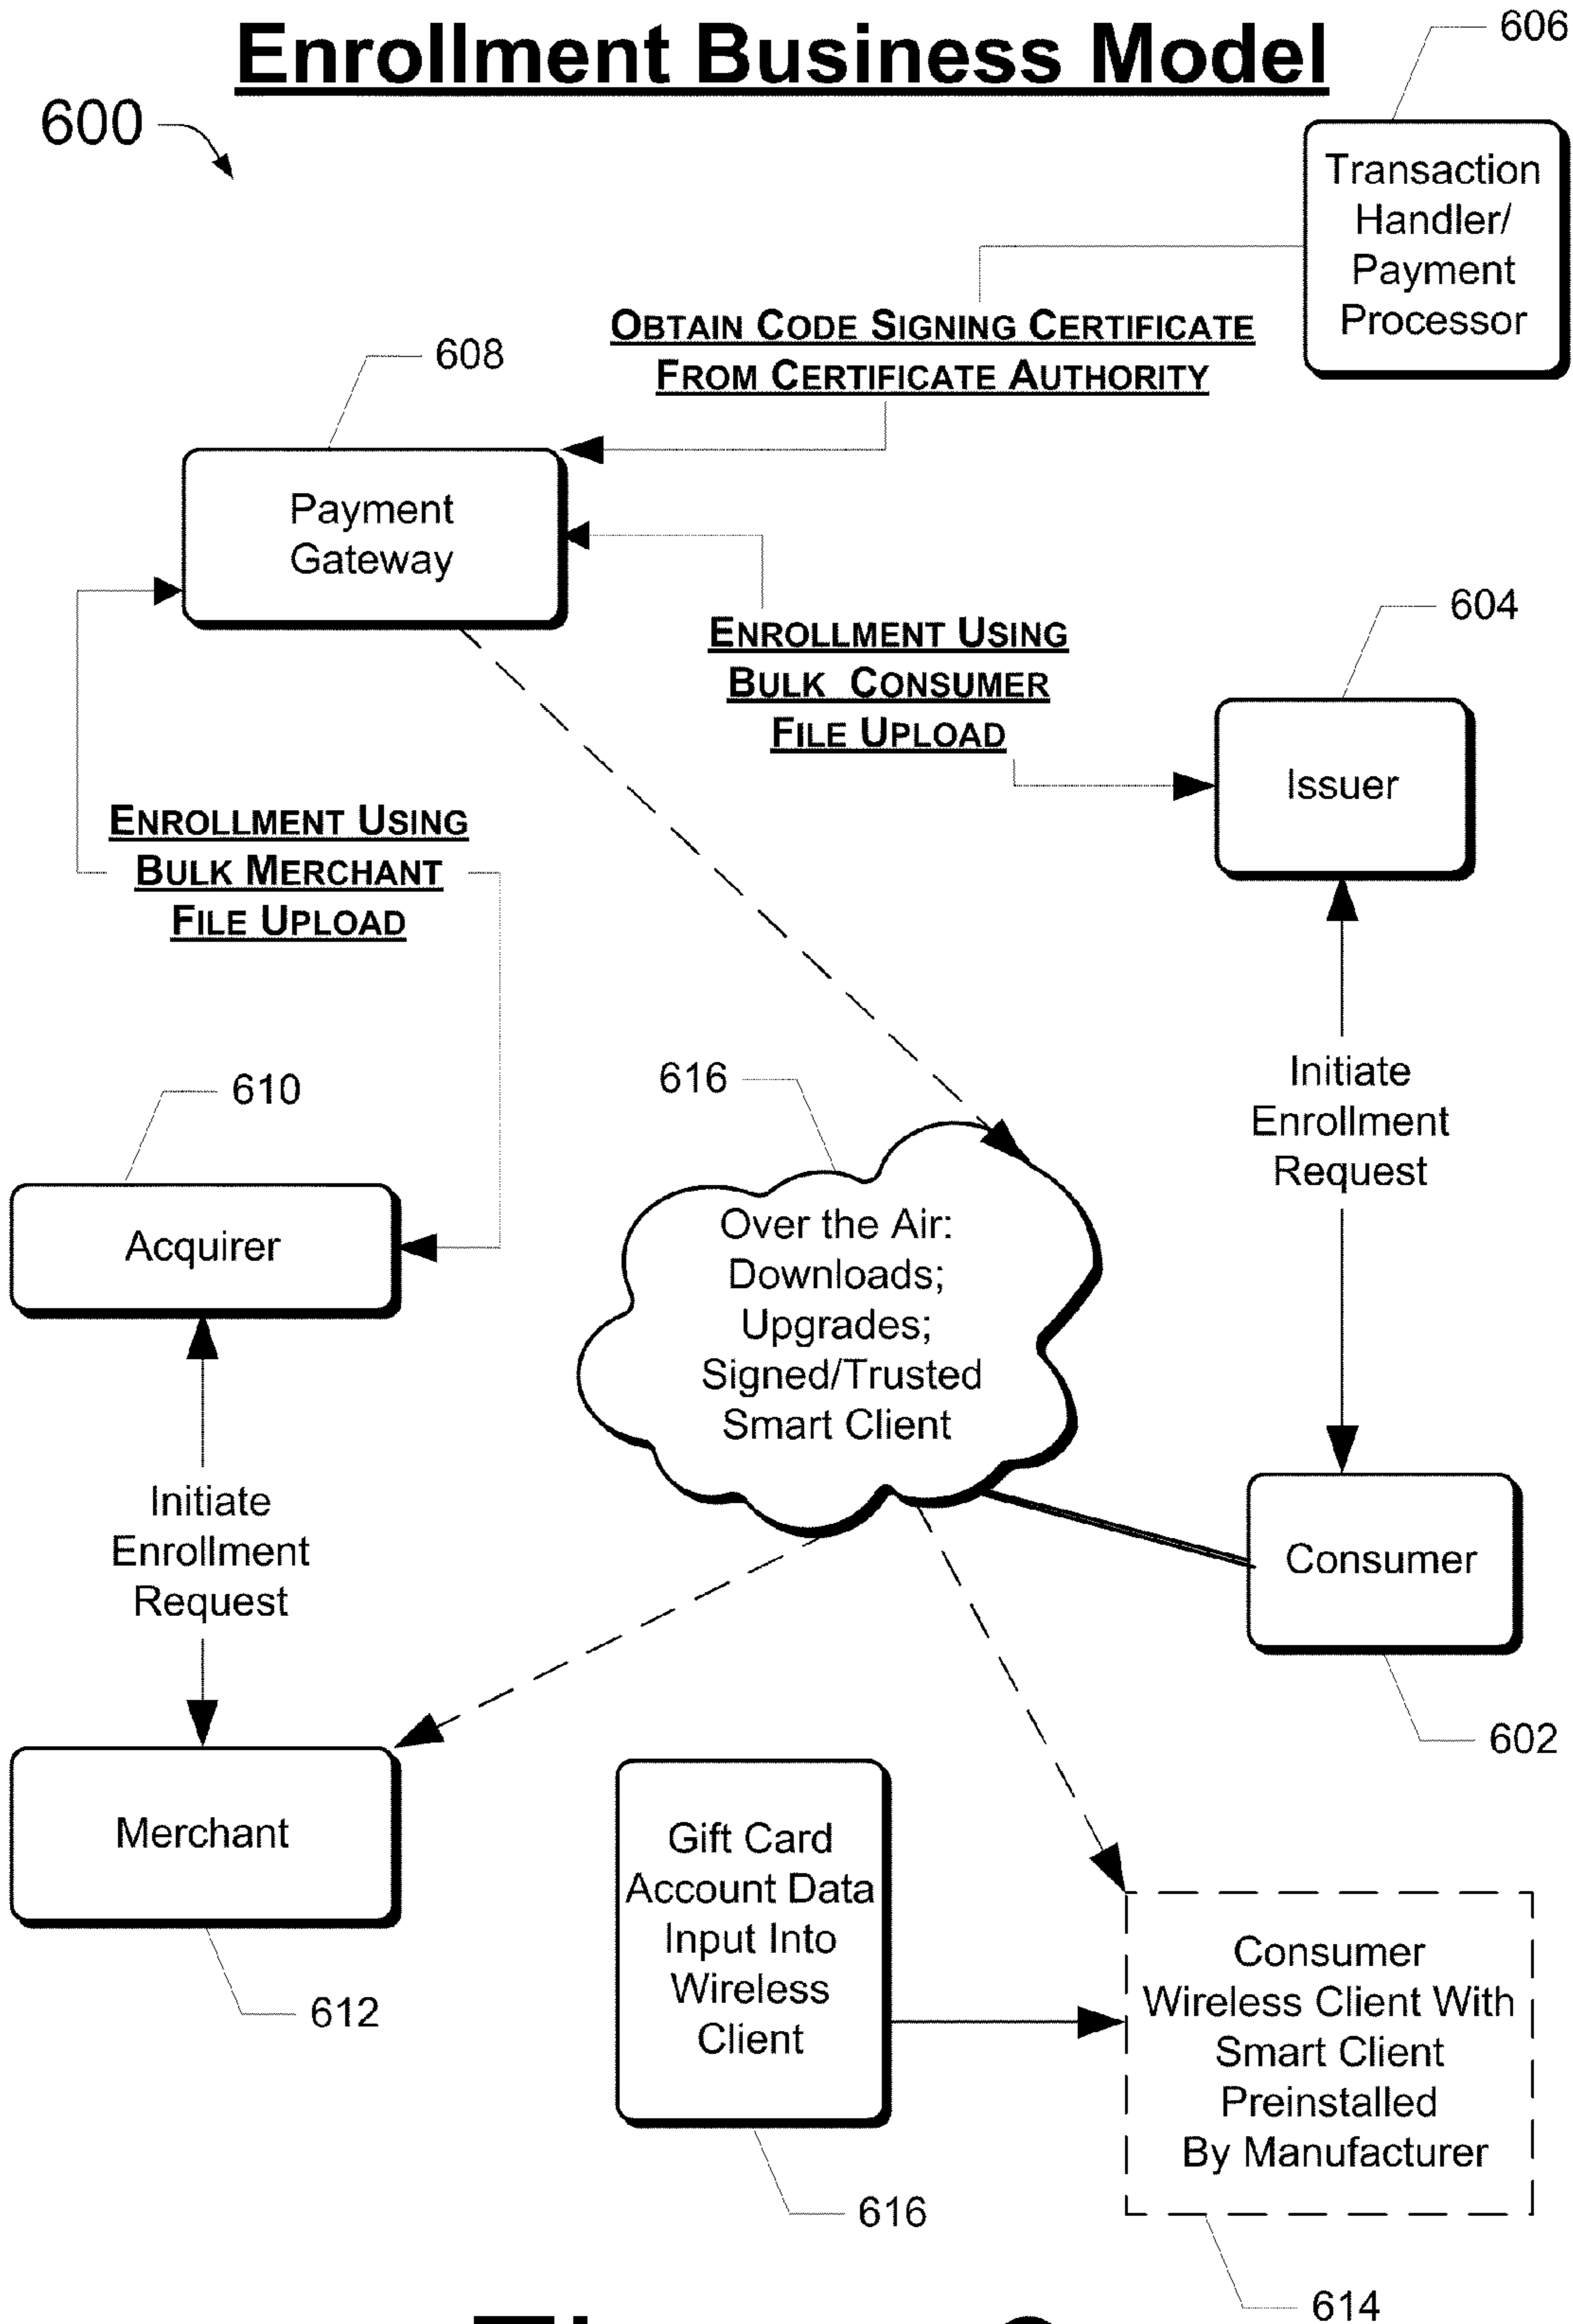 Enrollment Business Model
606
600
Transaction
Handler/
Payment
Processor
OBTAIN CODE SIGNING CERTIFICATE
FROM CERTIFICATE AUTHORITY
608
Payment
Gateway
604
ENROLLMENT USING
BULK CONSUMER
FILE UPLOAD
Issuer
ENROLLMENT USING
BULK MERCHANT
FILE UPLOAD
610
616
Initiate
Enrollment
Request
Acquirer
Over the Air:
Downloads;
Upgrades;
Signed/Trusted
Smart Client
Initiate
Enrollment
Request
Consumer
602
Merchant
612
Gift Card
Account Data
Input Into
Wireless
Client
616
Consumer
Wireless Client With
Smart Client
Preinstalled
By Manufacturer
614